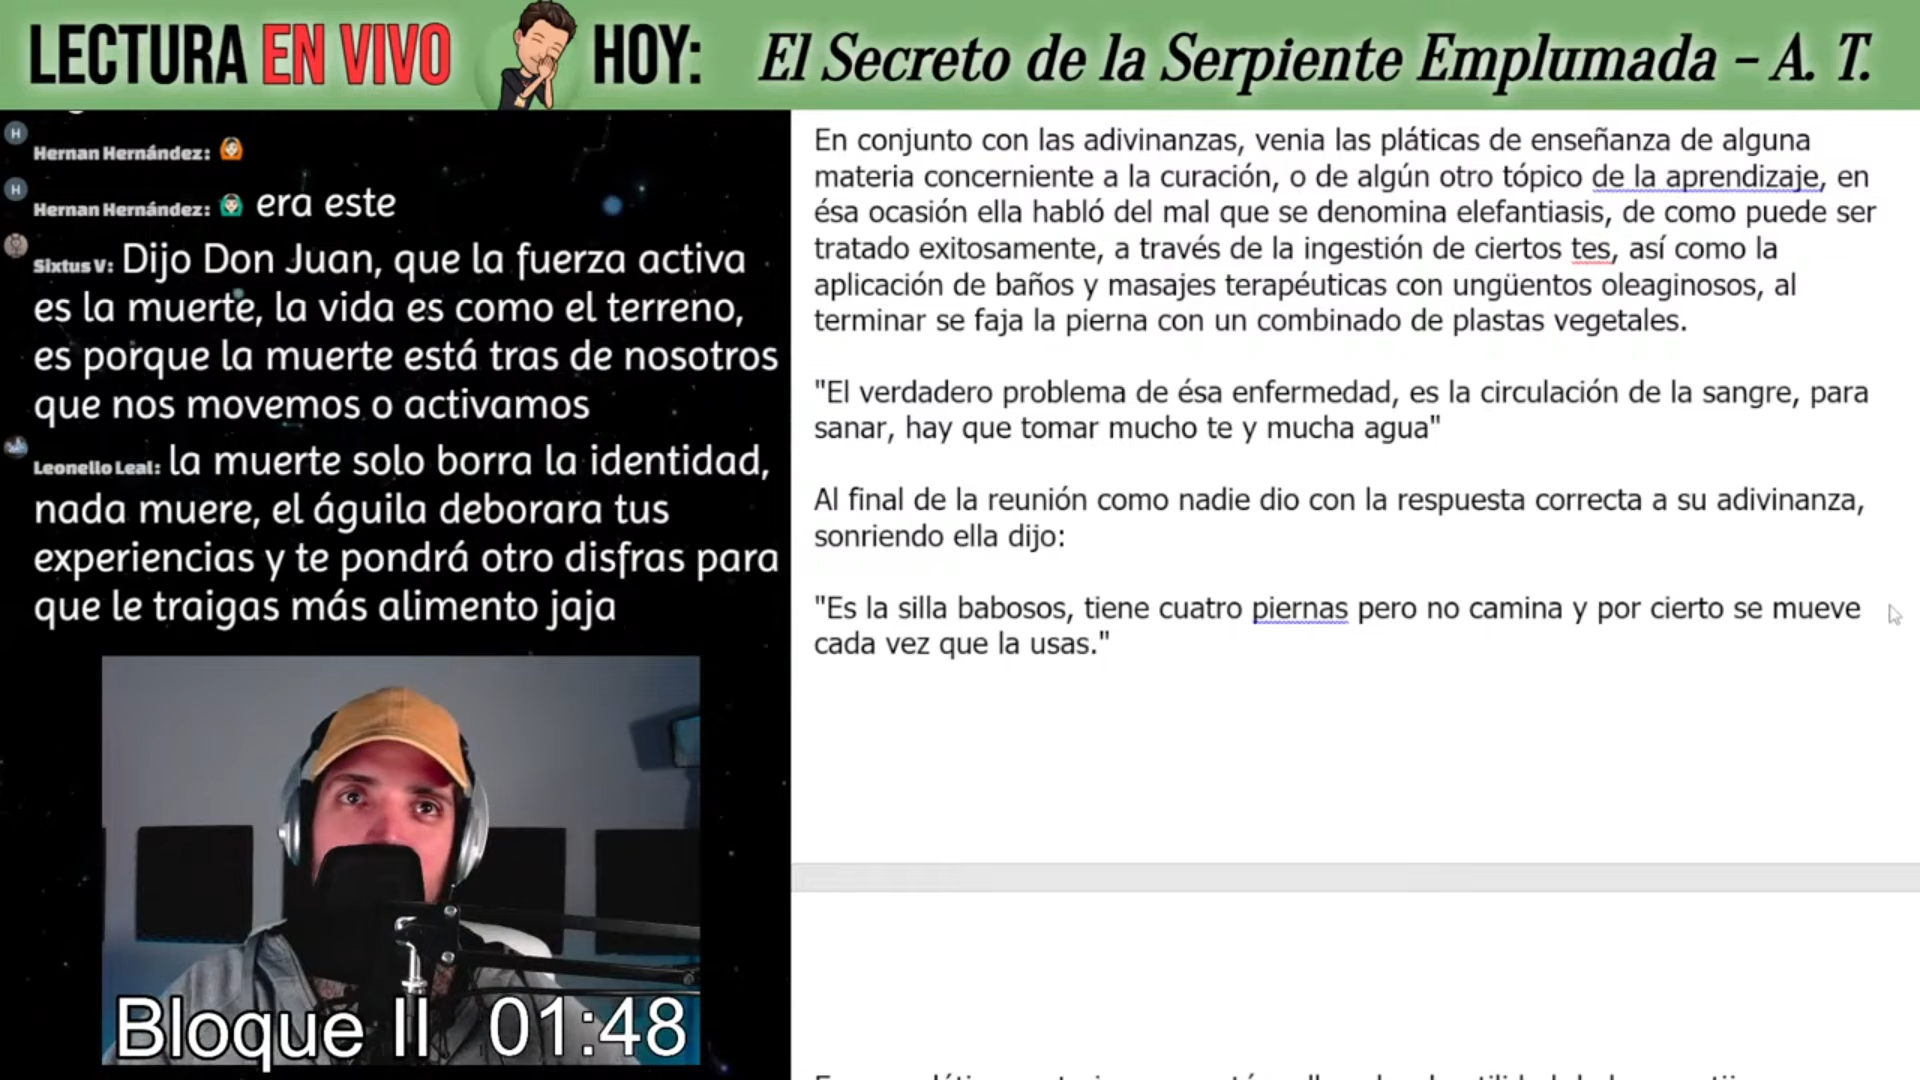 LECTURA EN VIVO HOY: El Secreto de la Serpiente Emplumada - A. T.
H
Hernan Hernández: 🙆
H
Hernan Hernández: 🙆🏻‍♂️ era este
Sixtus V: Dijo Don Juan, que la fuerza activa
es la muerte, la vida es como el terreno,
es porque la muerte está tras de nosotros
que nos movemos o activamos
Leonello Leal: la muerte solo borra la identidad,
nada muere, el águila deborara tus
experiencias y te pondrá otro disfras para
que le traigas más alimento jaja
Bloque II 01:48
En conjunto con las adivinanzas, venia las pláticas de enseñanza de alguna
materia concerniente a la curación, o de algún otro tópico de la aprendizaje, en
ésa ocasión ella habló del mal que se denomina elefantiasis, de como puede ser
tratado exitosamente, a través de la ingestión de ciertos tes, así como la
aplicación de baños y masajes terapéuticas con ungüentos oleaginosos, al
terminar se faja la pierna con un combinado de plastas vegetales.
"El verdadero problema de ésa enfermedad, es la circulación de la sangre, para
sanar, hay que tomar mucho te y mucha agua"
Al final de la reunión como nadie dio con la respuesta correcta a su adivinanza,
sonriendo ella dijo:
"Es la silla babosos, tiene cuatro piernas pero no camina y por cierto se mueve
cada vez que la usas."